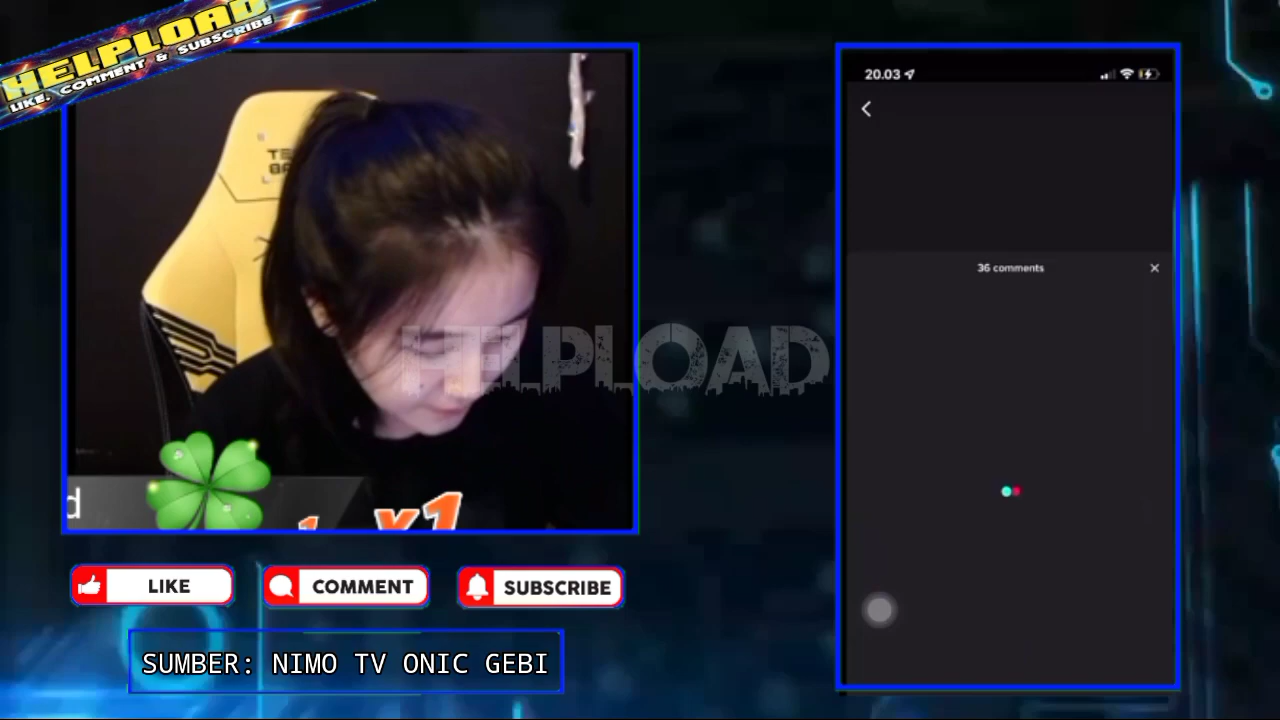 HELPLOAD
LIKE, COMMENT & SUBSCRIBE
20.03
36 comments
HELPLOAD
d
x1
LIKE
COMMENT
SUBSCRIBE
SUMBER: NIMO TV ONIC GEBI